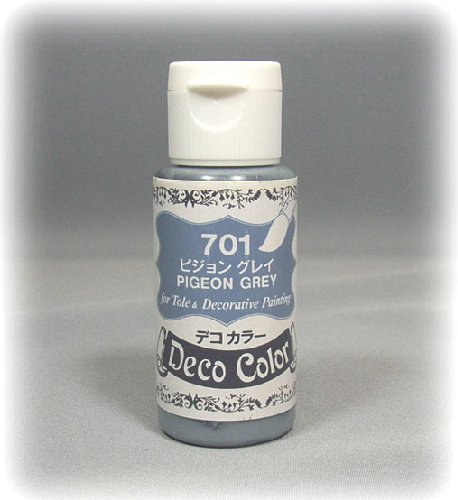 701
ピジョン グレイ
PIGEON GREY
for Tole & Decorative Painting
デコ カラー
Deco Color